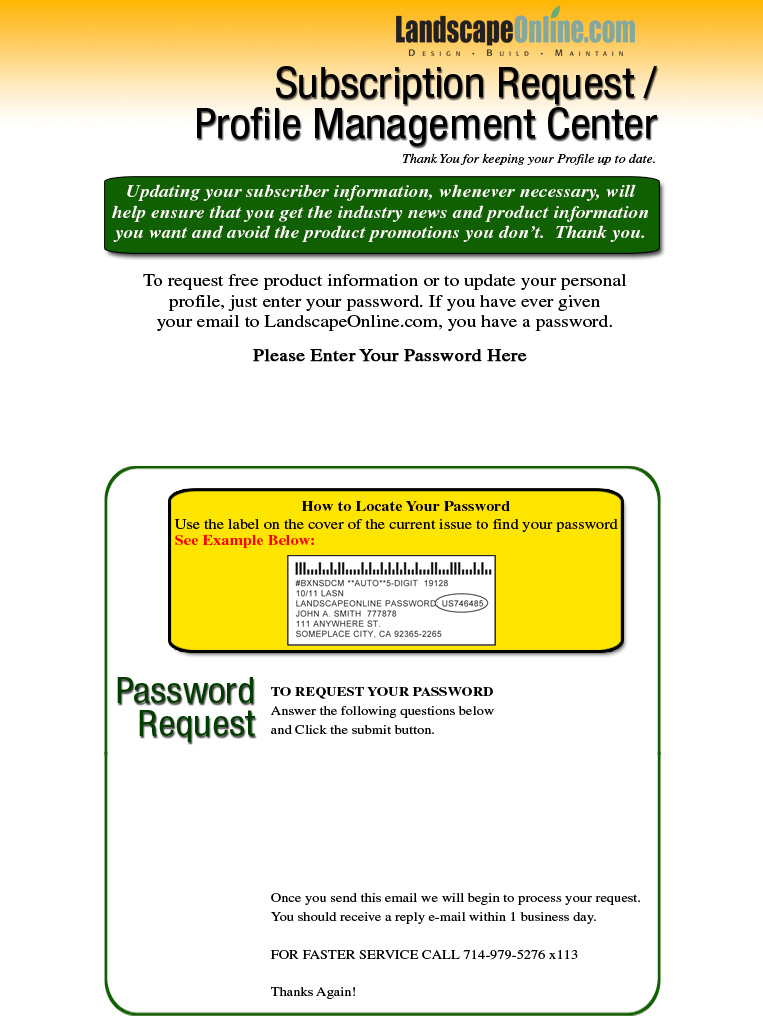 LandscapeOnline.com
Design · Build · Maintain
Subscription Request /
Profile Management Center
Thank You for keeping your Profile up to date.
Updating your subscriber information, whenever necessary, will
help ensure that you get the industry news and product information
you want and avoid the product promotions you don't.  Thank you.
To request free product information or to update your personal
profile, just enter your password. If you have ever given
your email to LandscapeOnline.com, you have a password.
Please Enter Your Password Here
How to Locate Your Password
Use the label on the cover of the current issue to find your password
See Example Below:
#BXNSDCM **AUTO**5-DIGIT  19128
10/11 LASN
LANDSCAPEONLINE PASSWORD: US746485
JOHN A. SMITH  777878
111 ANYWHERE ST.
SOMEPLACE CITY, CA 92365-2265
Password
Request
TO REQUEST YOUR PASSWORD
Answer the following questions below
and Click the submit button.
Once you send this email we will begin to process your request.
You should receive a reply e-mail within 1 business day.
FOR FASTER SERVICE CALL 714-979-5276 x113
Thanks Again!